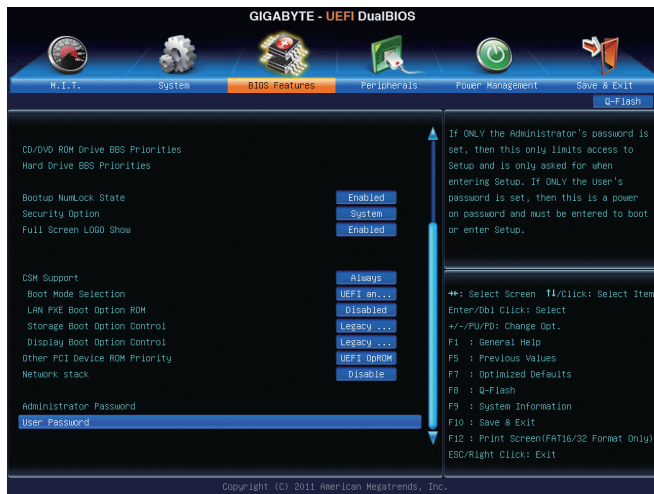 GIGABYTE - UEFI DualBIOS
M.I.T.
System
BIOS Features
Peripherals
Power Management
Save & Exit
Q-Flash
CD/DVD ROM Drive BBS Priorities
Hard Drive BBS Priorities
Bootup NumLock State Enabled
Security Option System
Full Screen LOGO Show Enabled
CSM Support Always
Boot Mode Selection UEFI an...
LAN PXE Boot Option ROM Disabled
Storage Boot Option Control Legacy ...
Display Boot Option Control Legacy ...
Other PCI Device ROM Priority UEFI OpROM
Network stack Disable
Administrator Password
User Password
If ONLY the Administrator's password is
set, then this only limits access to
Setup and is only asked for when
entering Setup. If ONLY the User's
password is set, then this is a power
on password and must be entered to boot
or enter Setup.
↔: Select Screen ↑↓/Click: Select Item
Enter/Dbl Click: Select
+/-/PU/PD: Change Opt.
F1 : General Help
F5 : Previous Values
F7 : Optimized Defaults
F8 : Q-Flash
F9 : System Information
F10 : Save & Exit
F12 : Print Screen(FAT16/32 Format Only)
ESC/Right Click: Exit
Copyright (C) 2011 American Megatrends, Inc.